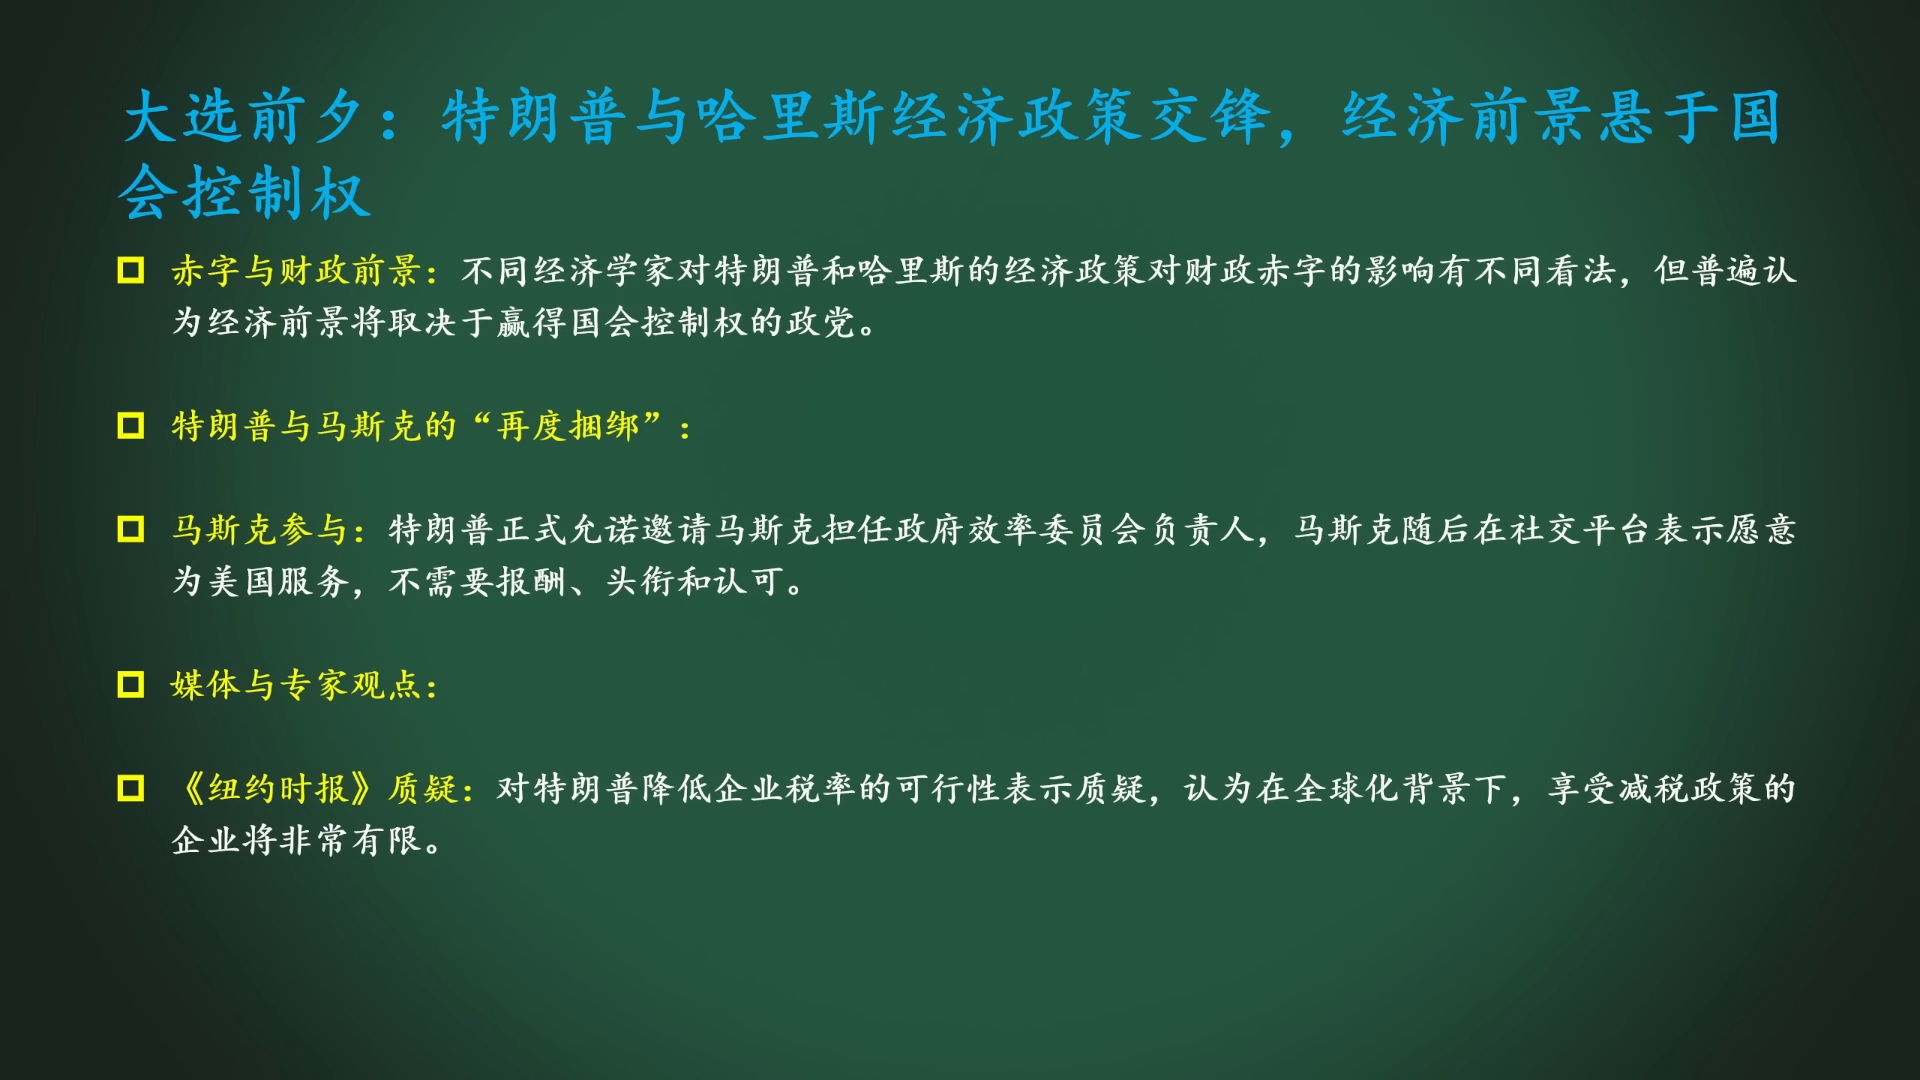 大选前夕：特朗普与哈里斯经济政策交锋，经济前景悬于国
会控制权
赤字与财政前景：不同经济学家对特朗普和哈里斯的经济政策对财政赤字的影响有不同看法，但普遍认
为经济前景将取决于赢得国会控制权的政党。
特朗普与马斯克的“再度捆绑”：
马斯克参与：特朗普正式允诺邀请马斯克担任政府效率委员会负责人，马斯克随后在社交平台表示愿意
为美国服务，不需要报酬、头衔和认可。
媒体与专家观点：
《纽约时报》质疑：对特朗普降低企业税率的可行性表示质疑，认为在全球化背景下，享受减税政策的
企业将非常有限。